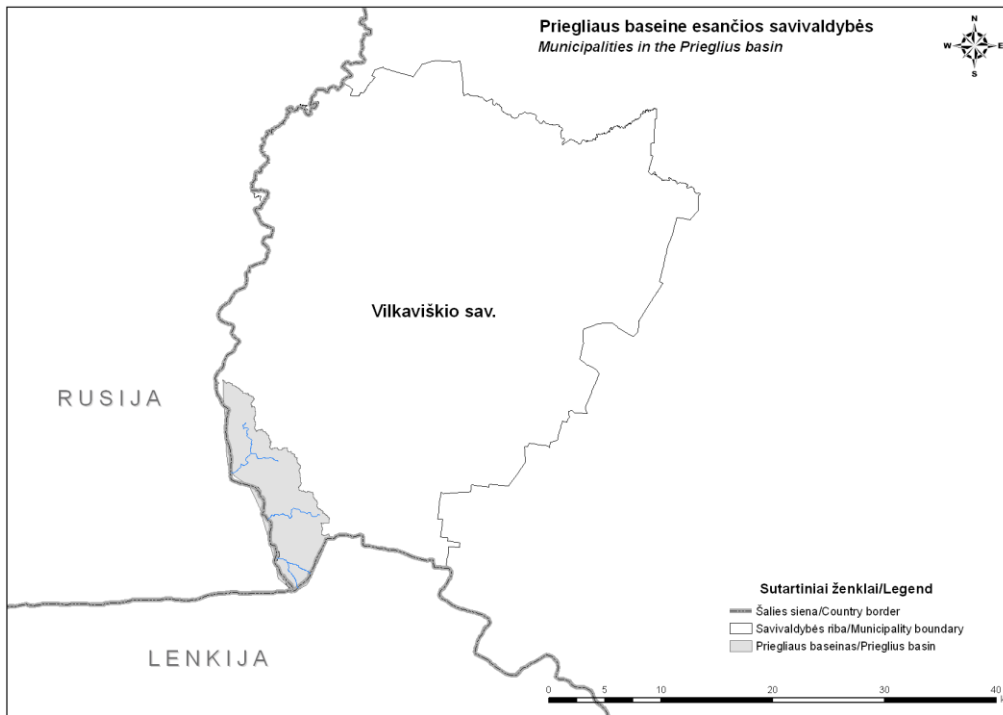 Priegliaus baseine esančios savivaldybės
Municipalities in the Prieglius basin
N
W E
S
Vilkaviškio sav.
RUSIJA
LENKIJA
Sutartiniai ženklai/Legend
Šalies siena/Country border
Savivaldybės riba/Municipality boundary
Priegliaus baseinas/Prieglius basin
0 5 10 20 30 40